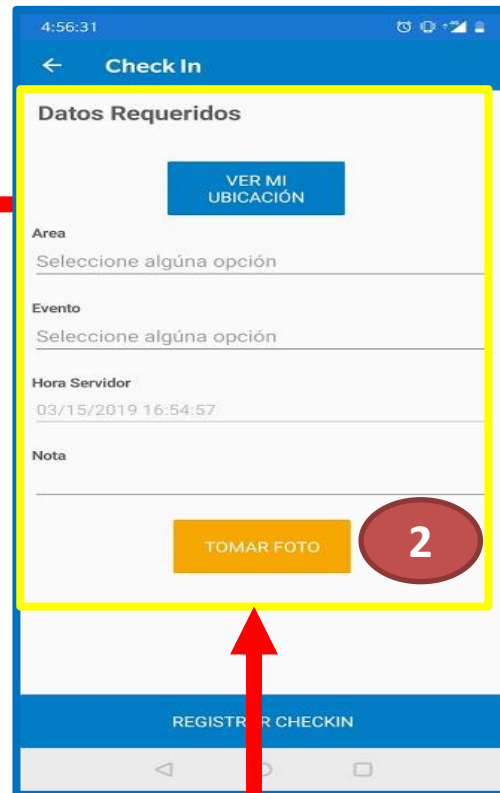 4:56:31
Check In
Datos Requeridos
VER MI
UBICACIÓN
Area
Seleccione algúna opción
Evento
Seleccione algúna opción
Hora Servidor
03/15/2019 16:54:57
Nota
TOMAR FOTO
2
REGISTR R CHECKIN